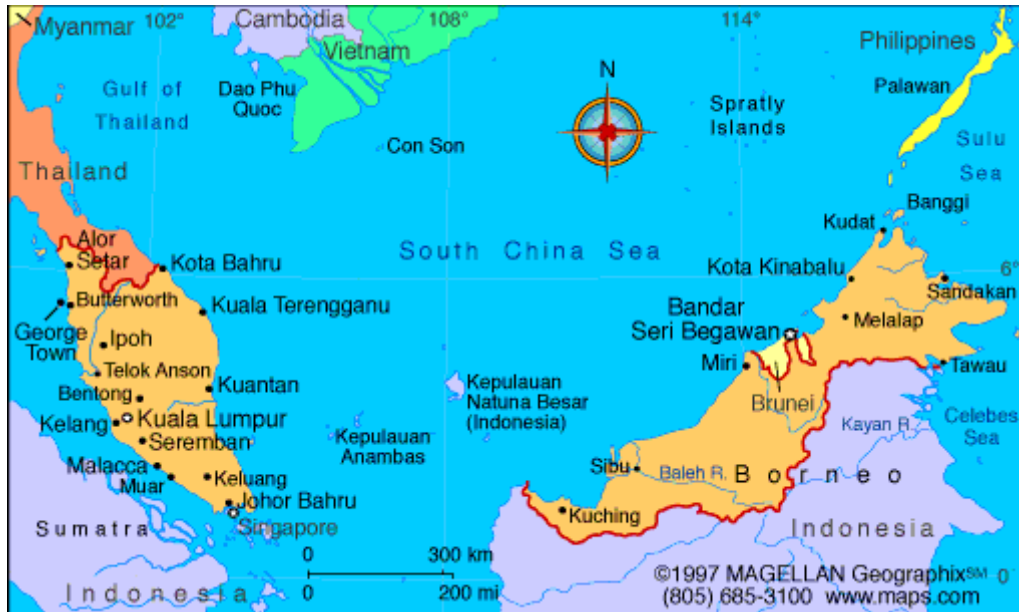 Myanmar
102°
Cambodia
108°
114°
Philippines
Vietnam
Gulf of
Thailand
Dao Phu
Quoc
N
Spratly
Islands
Palawan
Con Son
Sulu
Sea
Thailand
Banggi
Kudat
Alor
Setar
Kota Bahru
South China Sea
Kota Kinabalu
6°
Sandakan
Butterworth
Kuala Terengganu
Bandar
Seri Begawan
Melalap
George
Town
Ipoh
Telok Anson
Miri
Tawau
Bentong
Kuantan
Kepulauan
Natuna Besar
(Indonesia)
Brunei
Kelang
Kuala Lumpur
Kayan R.
Celebes
Sea
Seremban
Kepulauan
Anambas
Malacca
Muar
Keluang
Sibu
Baleh R.
Borneo
Johor Bahru
Singapore
Kuching
Sumatra
Indonesia
0
300 km
0
200 mi
Indonesia
©1997 MAGELLAN Geographix℠
0°
(805) 685-3100 www.maps.com